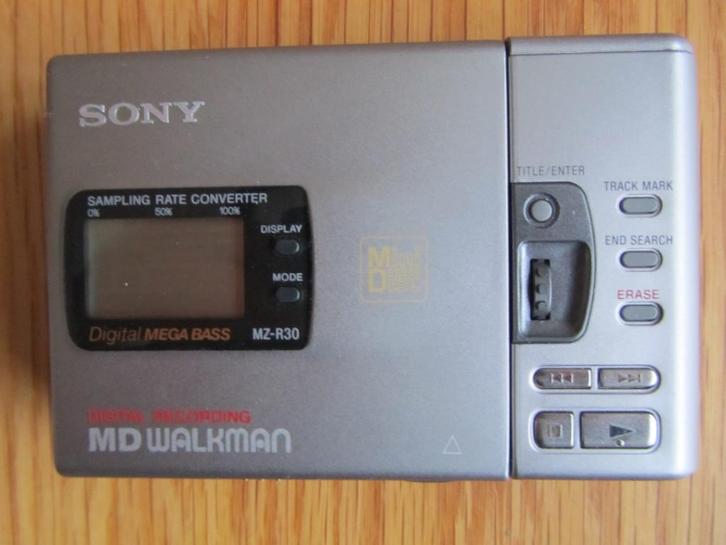 SONY
SAMPLING RATE CONVERTER
0% 50% 100%
DISPLAY
MODE
Digital MEGA BASS MZ-R30
DIGITAL RECORDING
MD WALKMAN
MD
TITLE/ENTER
TRACK MARK
END SEARCH
ERASE